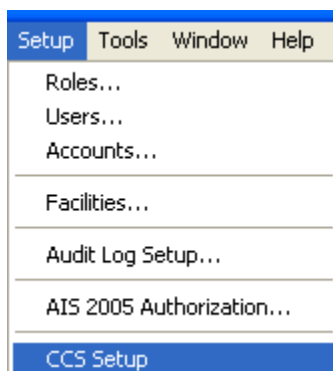 Setup Tools Window Help
Roles...
Users...
Accounts...
Facilities...
Audit Log Setup...
AIS 2005 Authorization...
CCS Setup